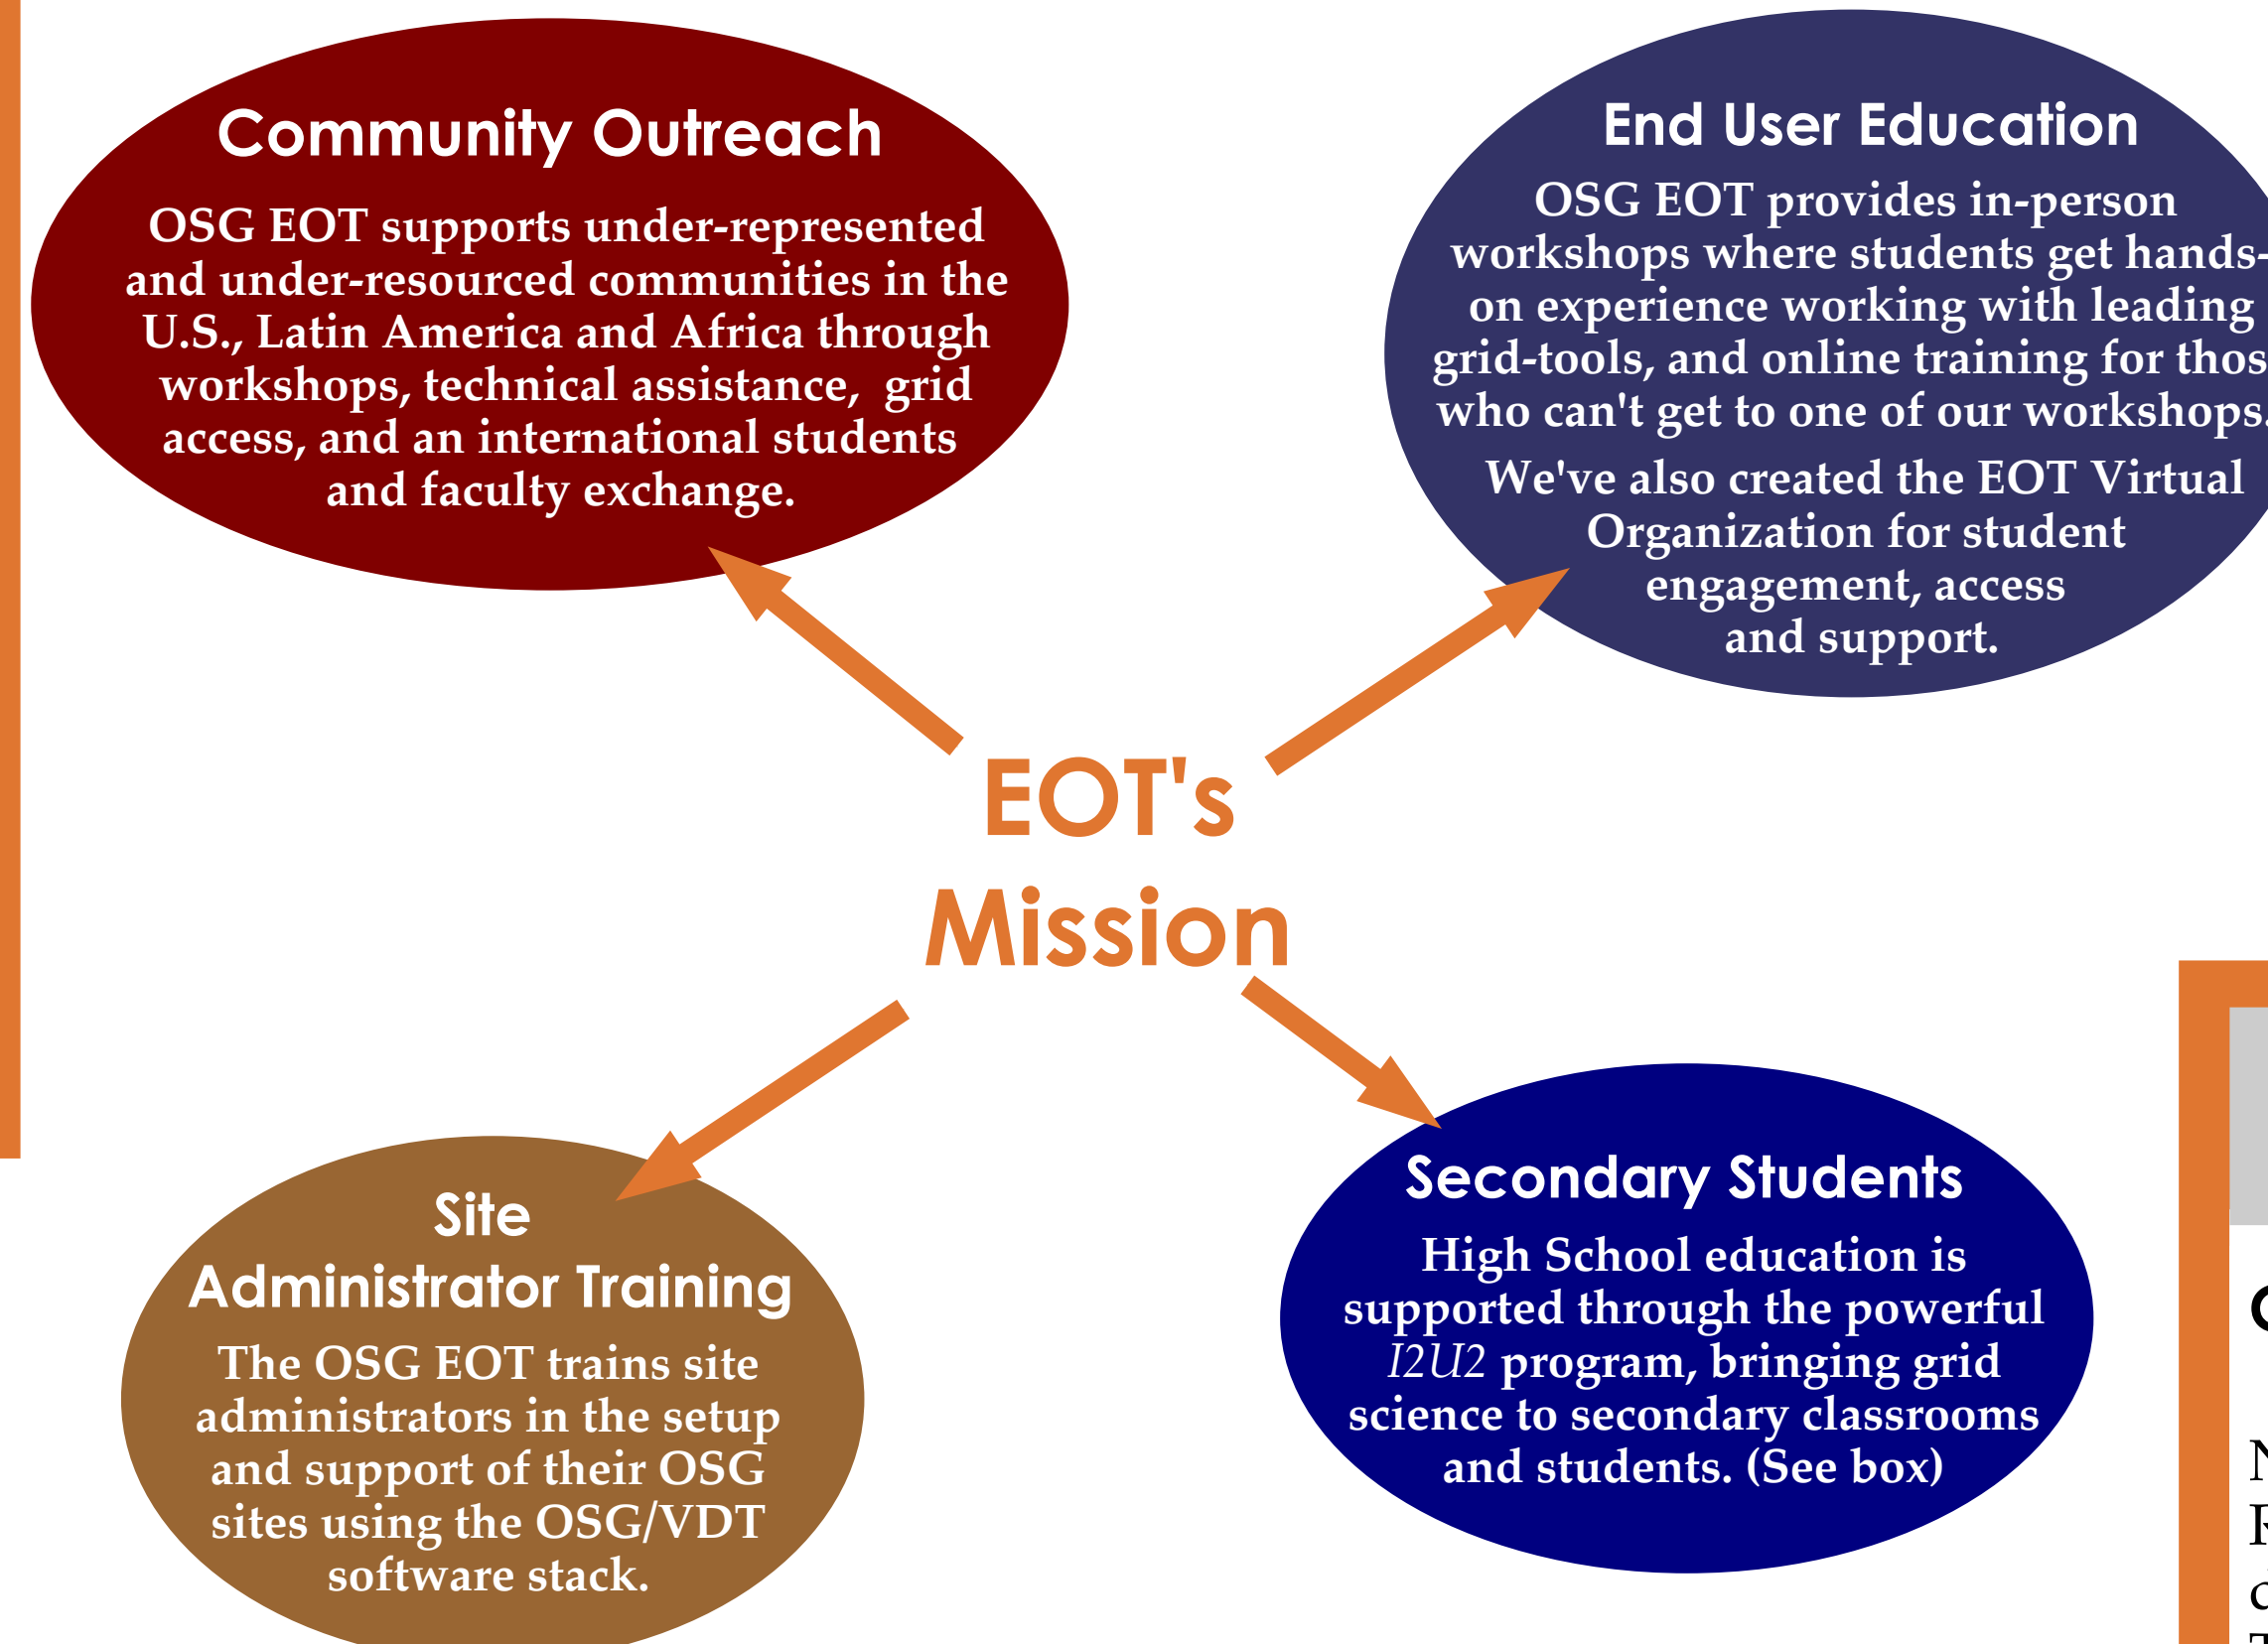 Community Outreach
OSG EOT supports under-represented
and under-resourced communities in the
U.S., Latin America and Africa through
workshops, technical assistance,  grid
access, and an international students
and faculty exchange.
End User Education
OSG EOT provides in-person
workshops where students get hands-
on experience working with leading
grid-tools, and online training for thos
who can't get to one of our workshops.
We've also created the EOT Virtual
Organization for student
engagement, access
and support.
EOT's
Mission
Site
Administrator Training
The OSG EOT trains site
administrators in the setup
and support of their OSG
sites using the OSG/VDT
software stack.
Secondary Students
High School education is
supported through the powerful
I2U2 program, bringing grid
science to secondary classrooms
and students. (See box)